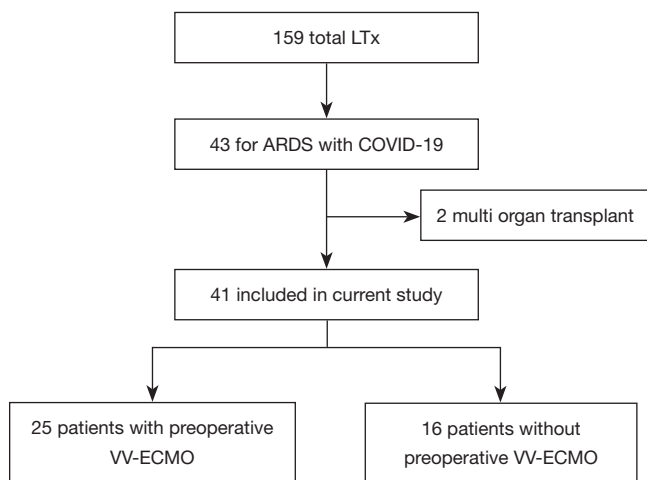 159 total LTx
43 for ARDS with COVID-19
2 multi organ transplant
41 included in current study
25 patients with preoperative
VV-ECMO
16 patients without
preoperative VV-ECMO